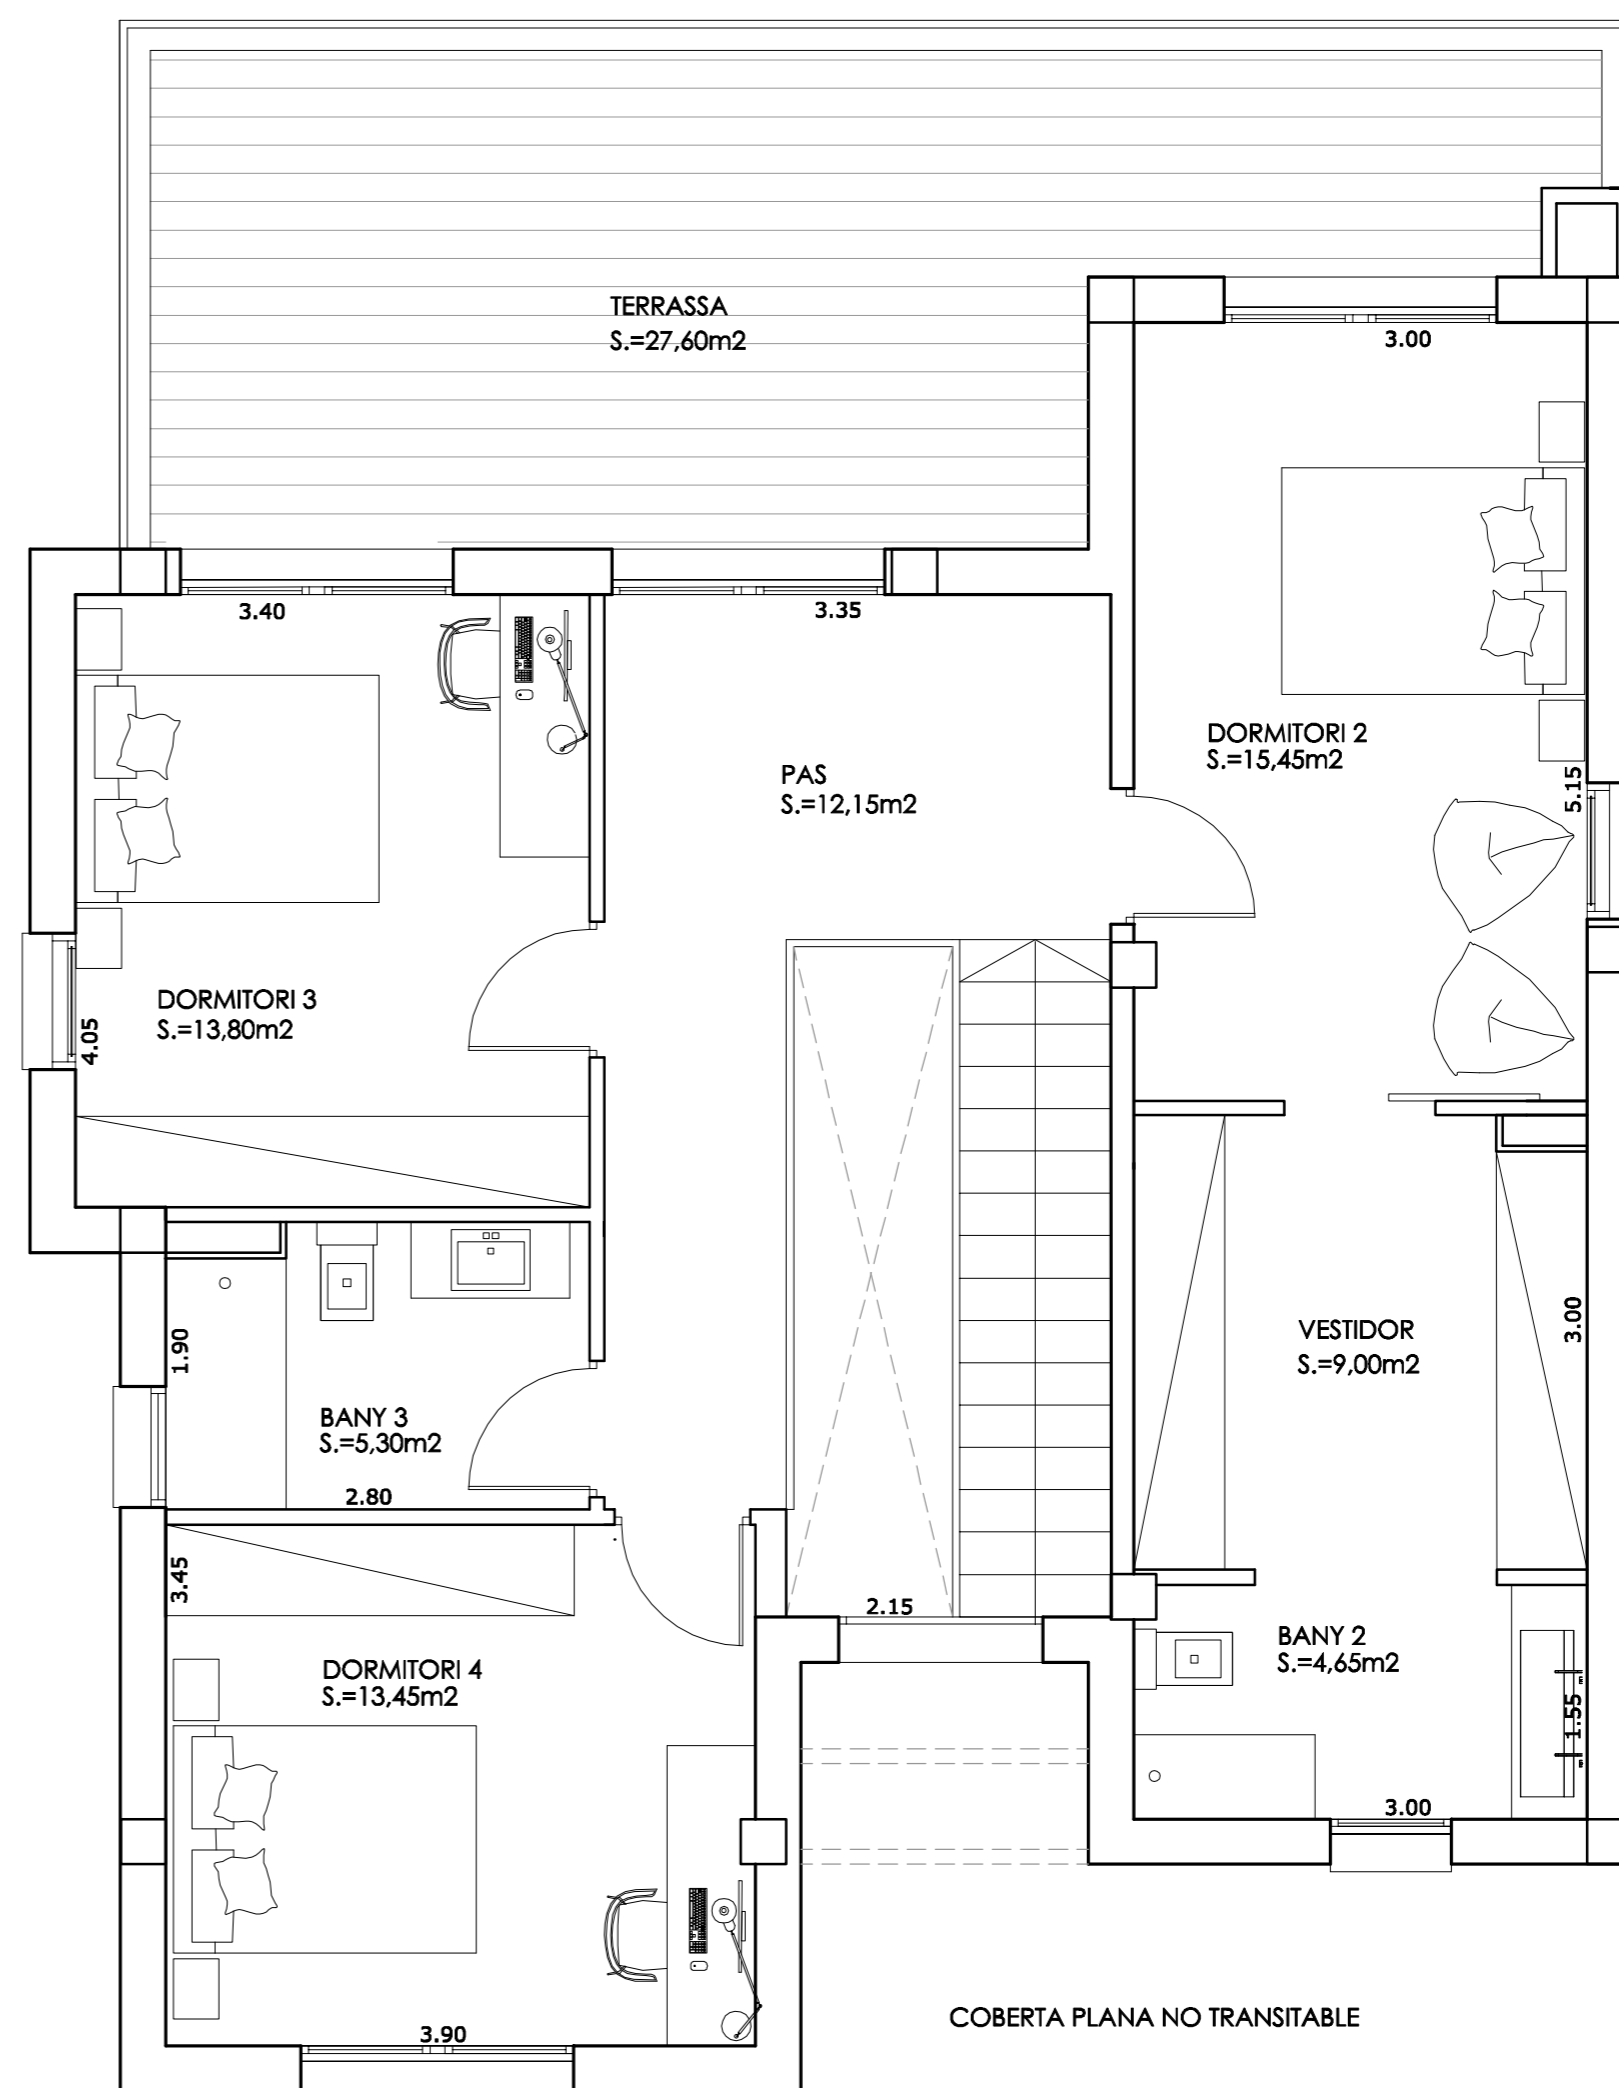 TERRASSA
S.=27,60m2
3.00
3.40
3.35
DORMITORI 2
S.=15,45m2
5.15
PAS
S.=12,15m2
DORMITORI 3
S.=13,80m2
4.05
1.90
VESTIDOR
S.=9,00m2
3.00
BANY 3
S.=5,30m2
2.80
3.45
2.15
DORMITORI 4
S.=13,45m2
BANY 2
S.=4,65m2
1.55
3.00
COBERTA PLANA NO TRANSITABLE
3.90